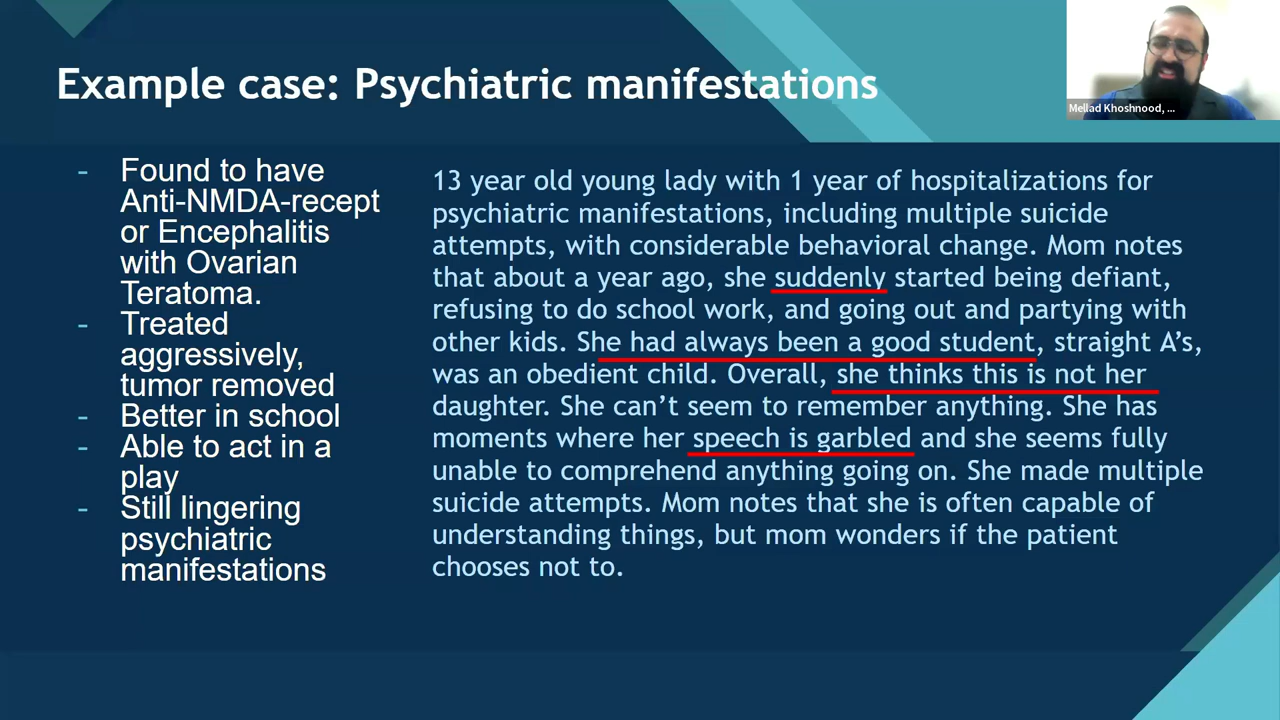 Example case: Psychiatric manifestations
Mellad Khoshnood, ...
- Found to have
Anti-NMDA-recept
or Encephalitis
with Ovarian
Teratoma.
- Treated
aggressively,
tumor removed
- Better in school
- Able to act in a
play
- Still lingering
psychiatric
manifestations
13 year old young lady with 1 year of hospitalizations for
psychiatric manifestations, including multiple suicide
attempts, with considerable behavioral change. Mom notes
that about a year ago, she suddenly started being defiant,
refusing to do school work, and going out and partying with
other kids. She had always been a good student, straight A’s,
was an obedient child. Overall, she thinks this is not her
daughter. She can’t seem to remember anything. She has
moments where her speech is garbled and she seems fully
unable to comprehend anything going on. She made multiple
suicide attempts. Mom notes that she is often capable of
understanding things, but mom wonders if the patient
chooses not to.